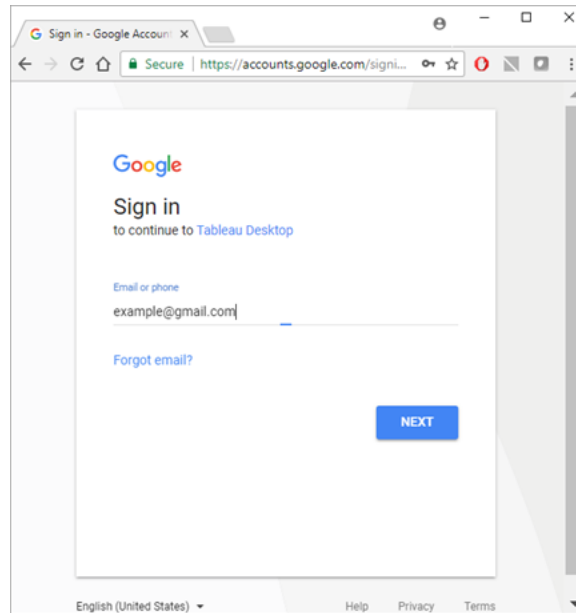 Sign in - Google Accoun
Secure | https://accounts.google.com/signi...
Google
Sign in
to continue to Tableau Desktop
Email or phone
example@gmail.com
Forgot email?
NEXT
English (United States)
Help Privacy Terms